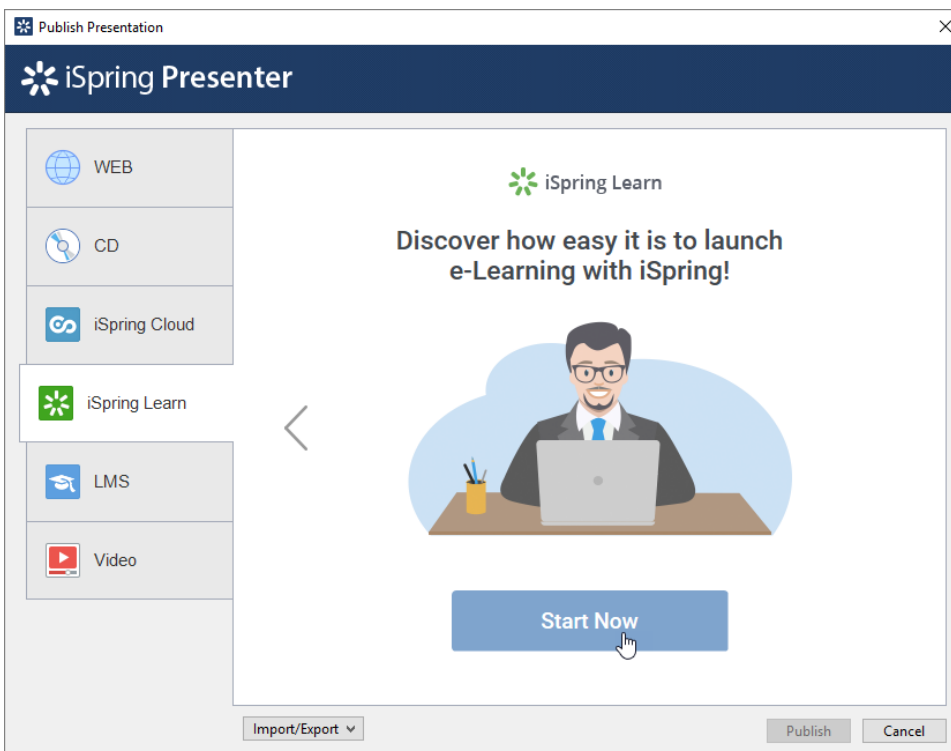 Publish Presentation
iSpring Presenter
WEB
CD
iSpring Cloud
iSpring Learn
LMS
Video
iSpring Learn
Discover how easy it is to launch
e-Learning with iSpring!
Start Now
Import/Export
Publish
Cancel